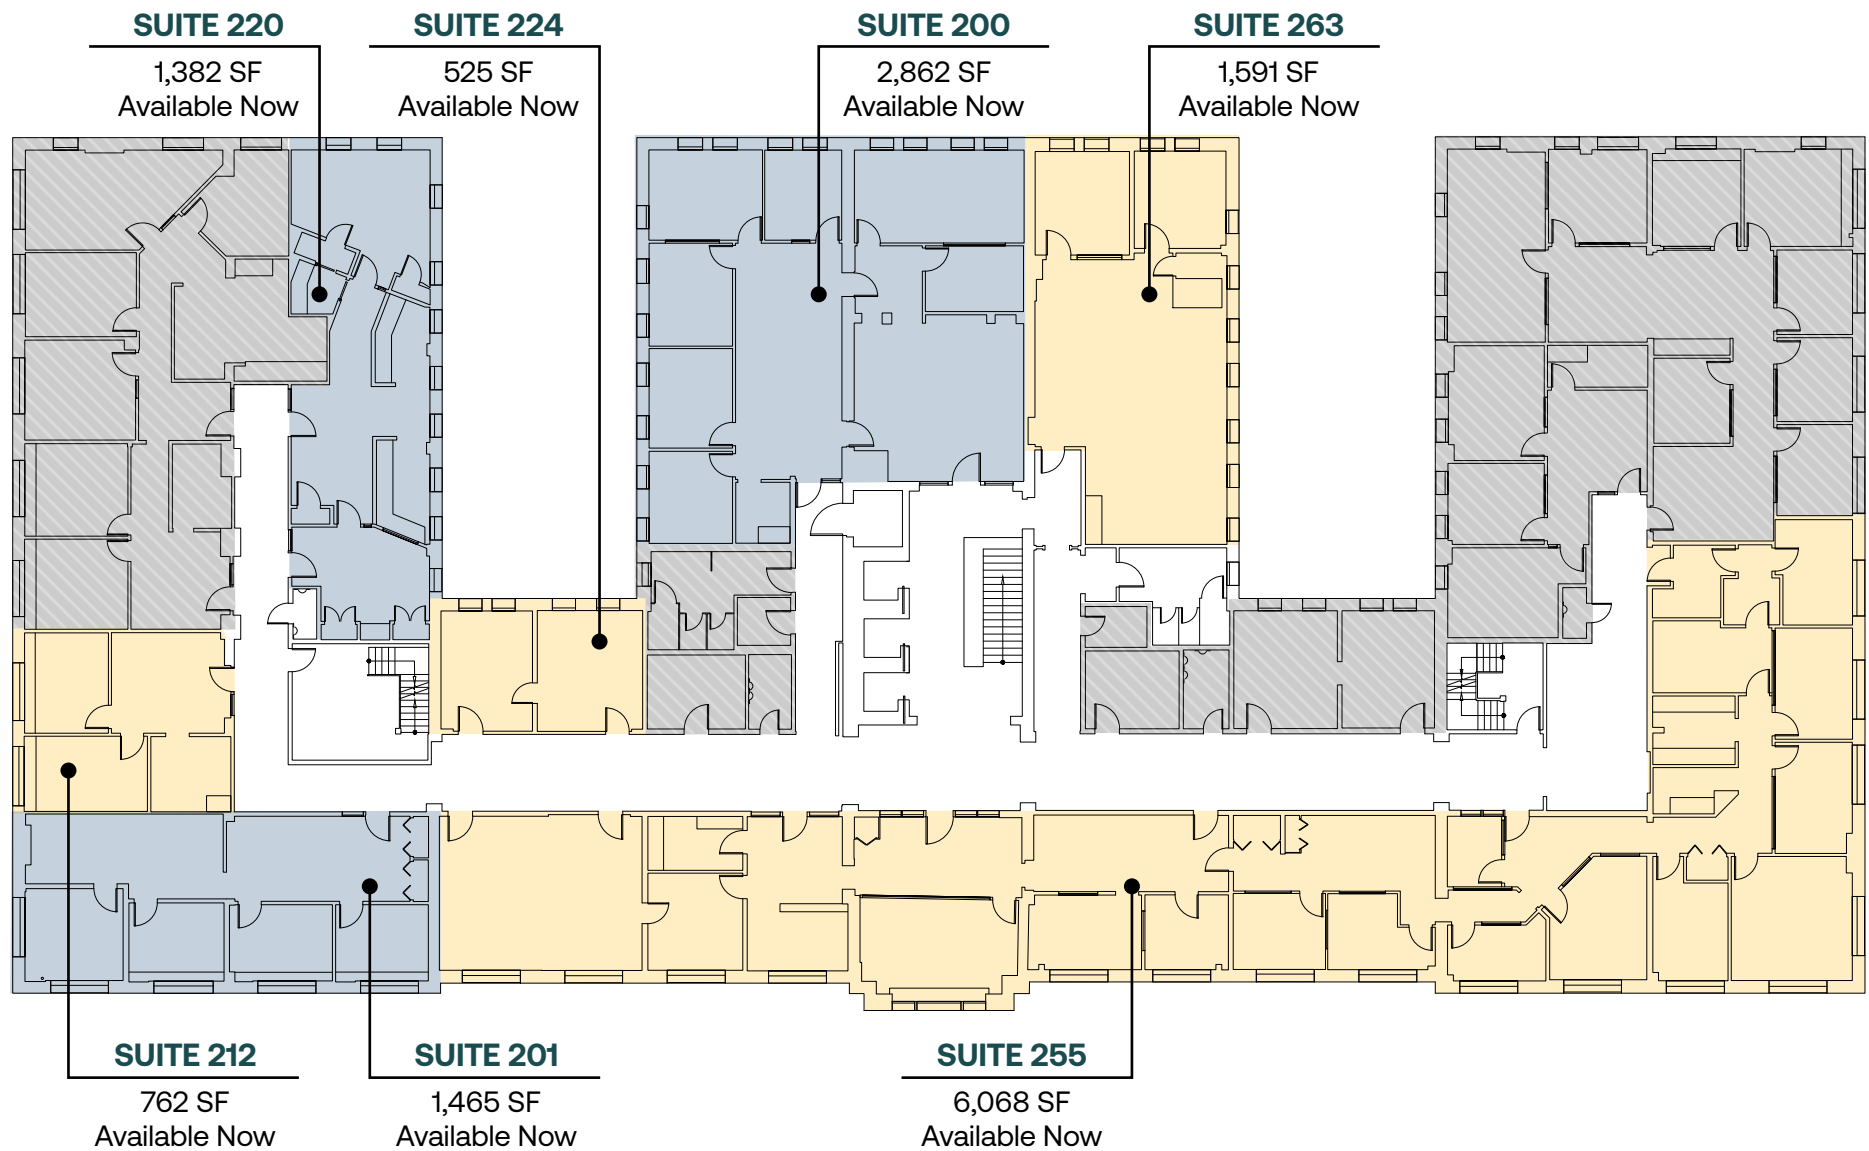 SUITE 220
1,382 SF
Available Now
SUITE 224
525 SF
Available Now
SUITE 200
2,862 SF
Available Now
SUITE 263
1,591 SF
Available Now
SUITE 212
762 SF
Available Now
SUITE 201
1,465 SF
Available Now
SUITE 255
6,068 SF
Available Now